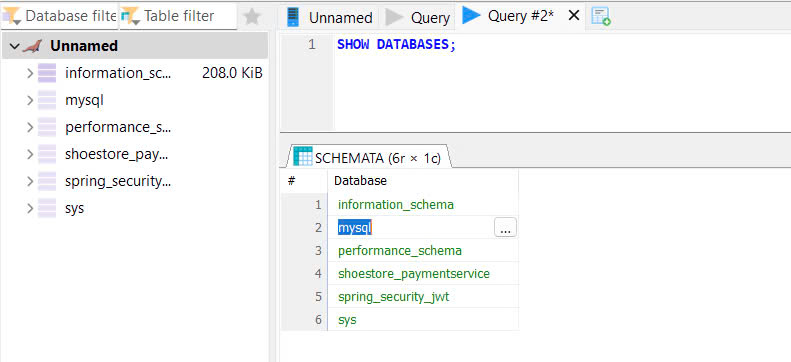 Database filte Table filter
Unnamed
information_sc... 208.0 KiB
mysql
performance_s...
shoestore_pay...
spring_security...
sys
Unnamed Query Query #2*
1 SHOW DATABASES;
SCHEMATA (6r × 1c)
# Database
1 information_schema
2 mysql ...
3 performance_schema
4 shoestore_paymentservice
5 spring_security_jwt
6 sys